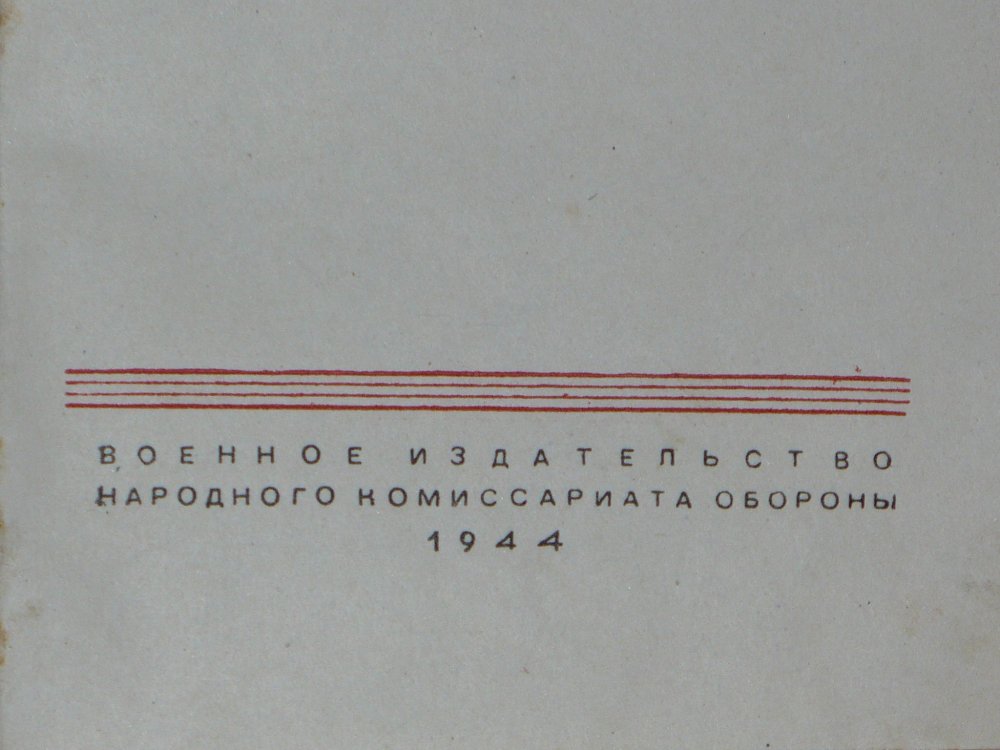 ВОЕННОЕ ИЗДАТЕЛЬСТВО
НАРОДНОГО КОМИССАРИАТА ОБОРОНЫ
1944